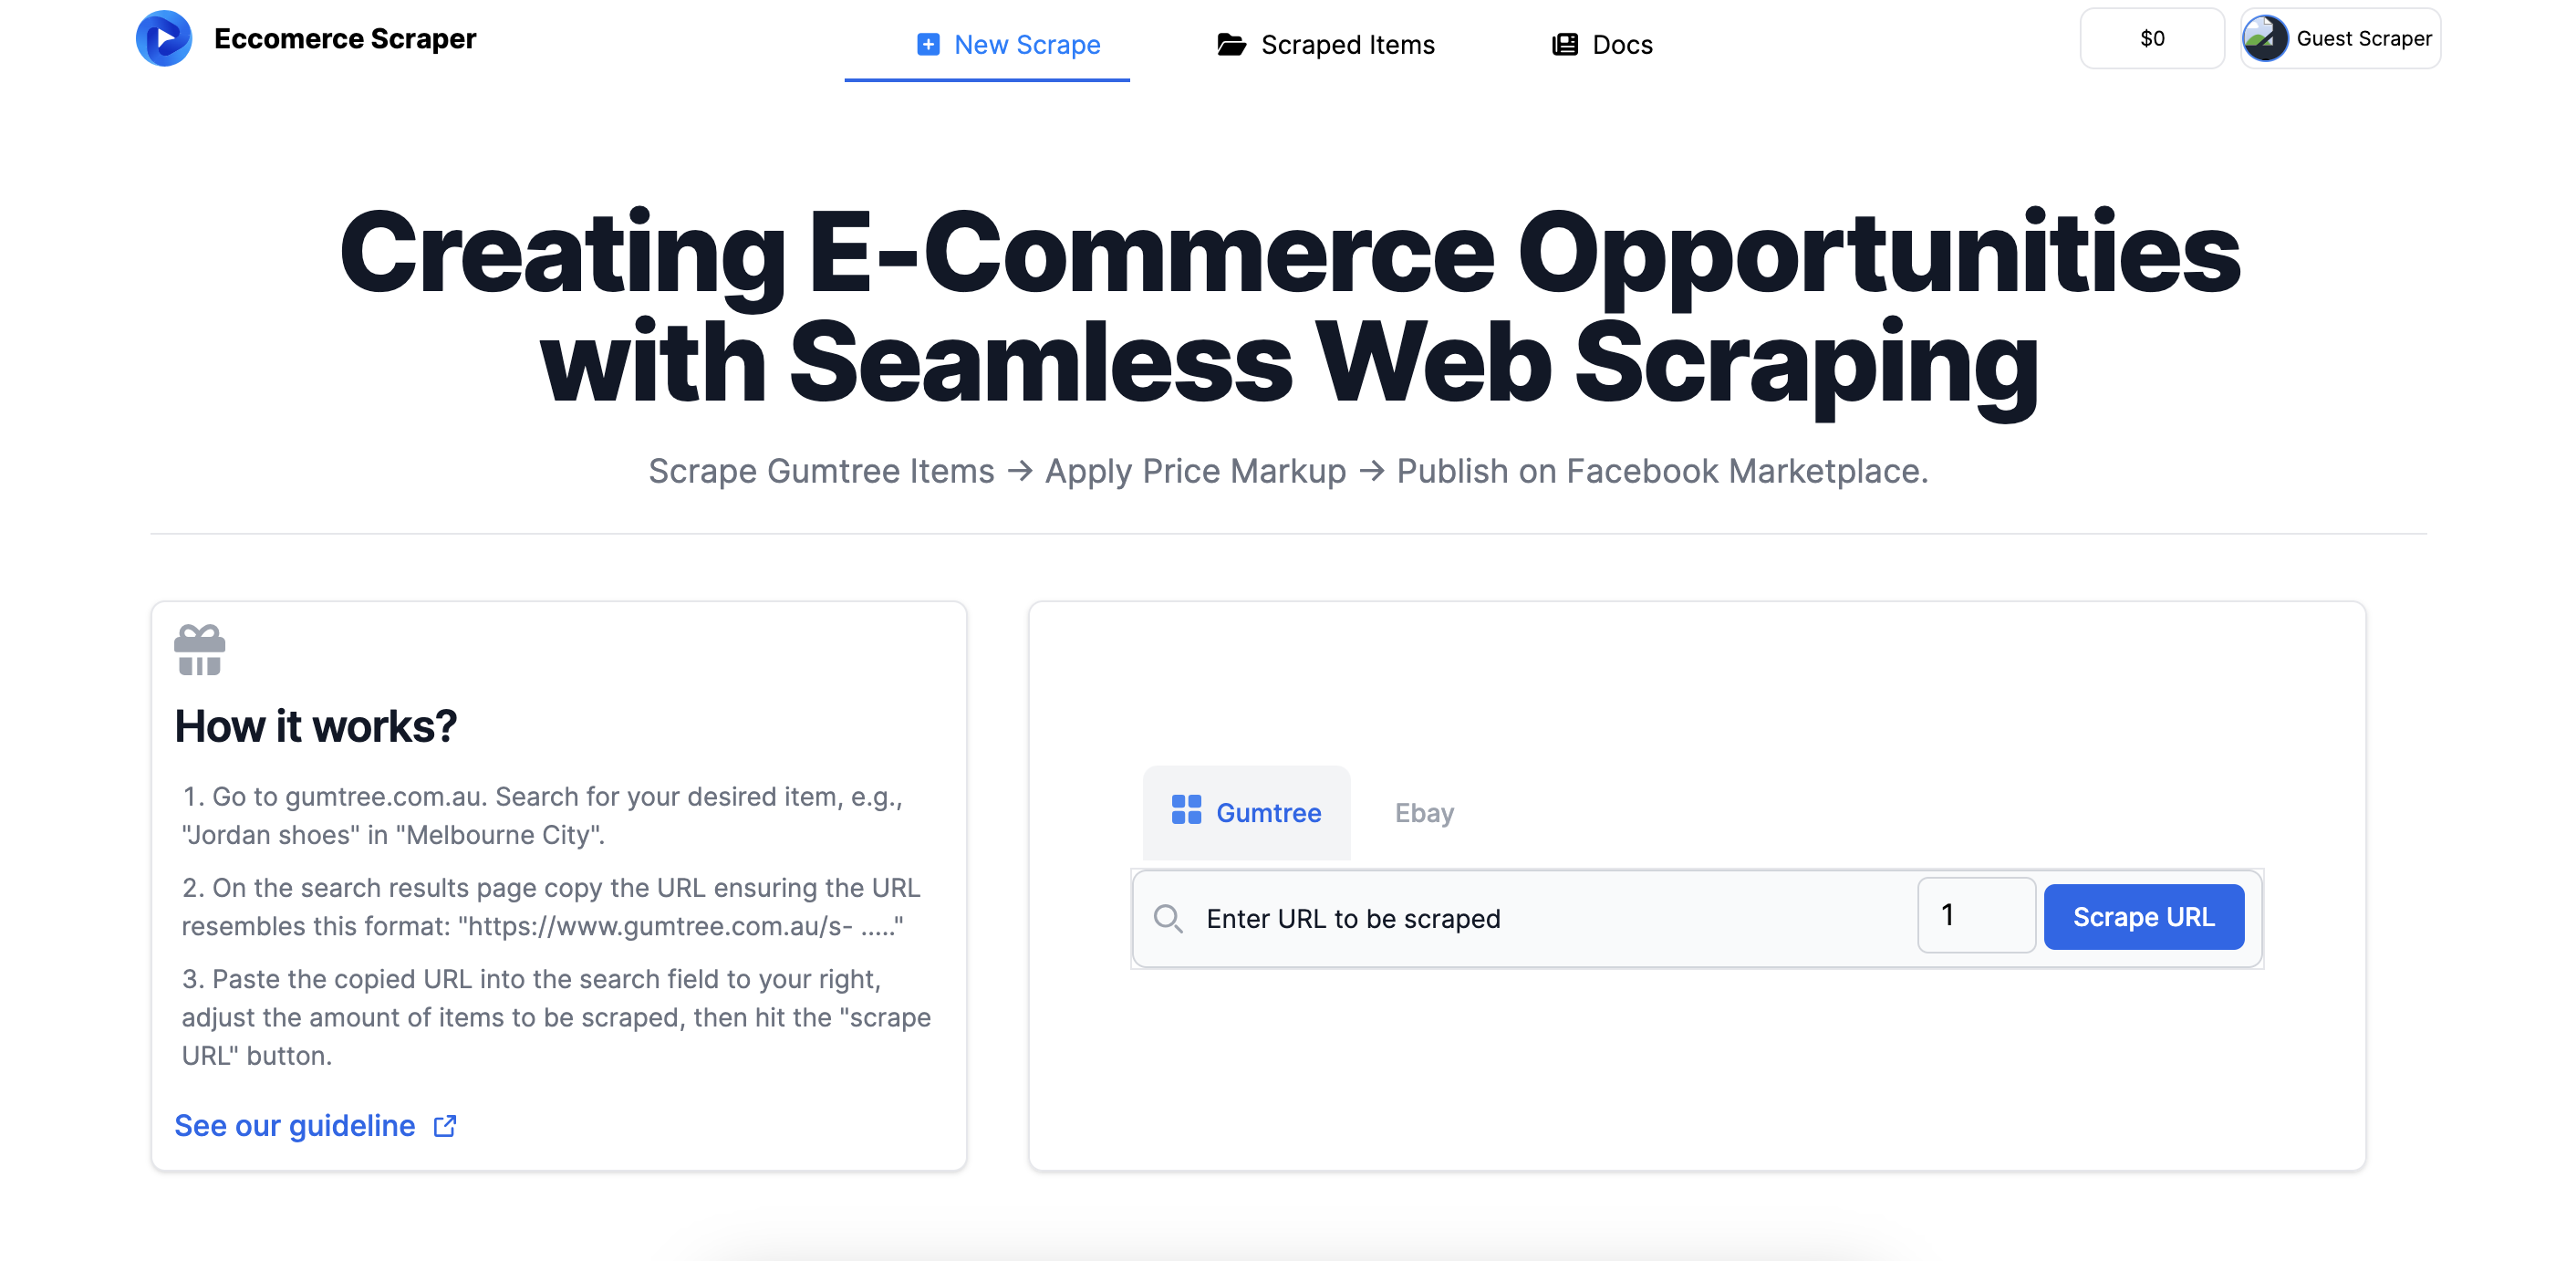 Eccomerce Scraper
New Scrape
Scraped Items
Docs
$0
Guest Scraper
Creating E-Commerce Opportunities
with Seamless Web Scraping
Scrape Gumtree Items → Apply Price Markup → Publish on Facebook Marketplace.
How it works?
1. Go to gumtree.com.au. Search for your desired item, e.g.,
"Jordan shoes" in "Melbourne City".
2. On the search results page copy the URL ensuring the URL
resembles this format: "https://www.gumtree.com.au/s- ....."
3. Paste the copied URL into the search field to your right,
adjust the amount of items to be scraped, then hit the "scrape
URL" button.
See our guideline
Gumtree
Ebay
Enter URL to be scraped
1
Scrape URL